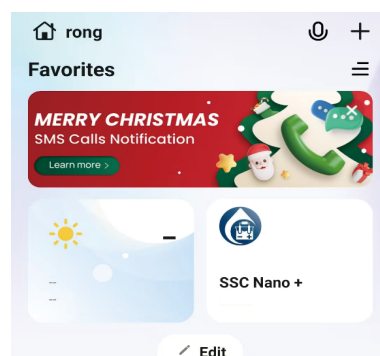 rong
Favorites
MERRY CHRISTMAS
SMS Calls Notification
Learn more >
--
--
SSC Nano +
Edit